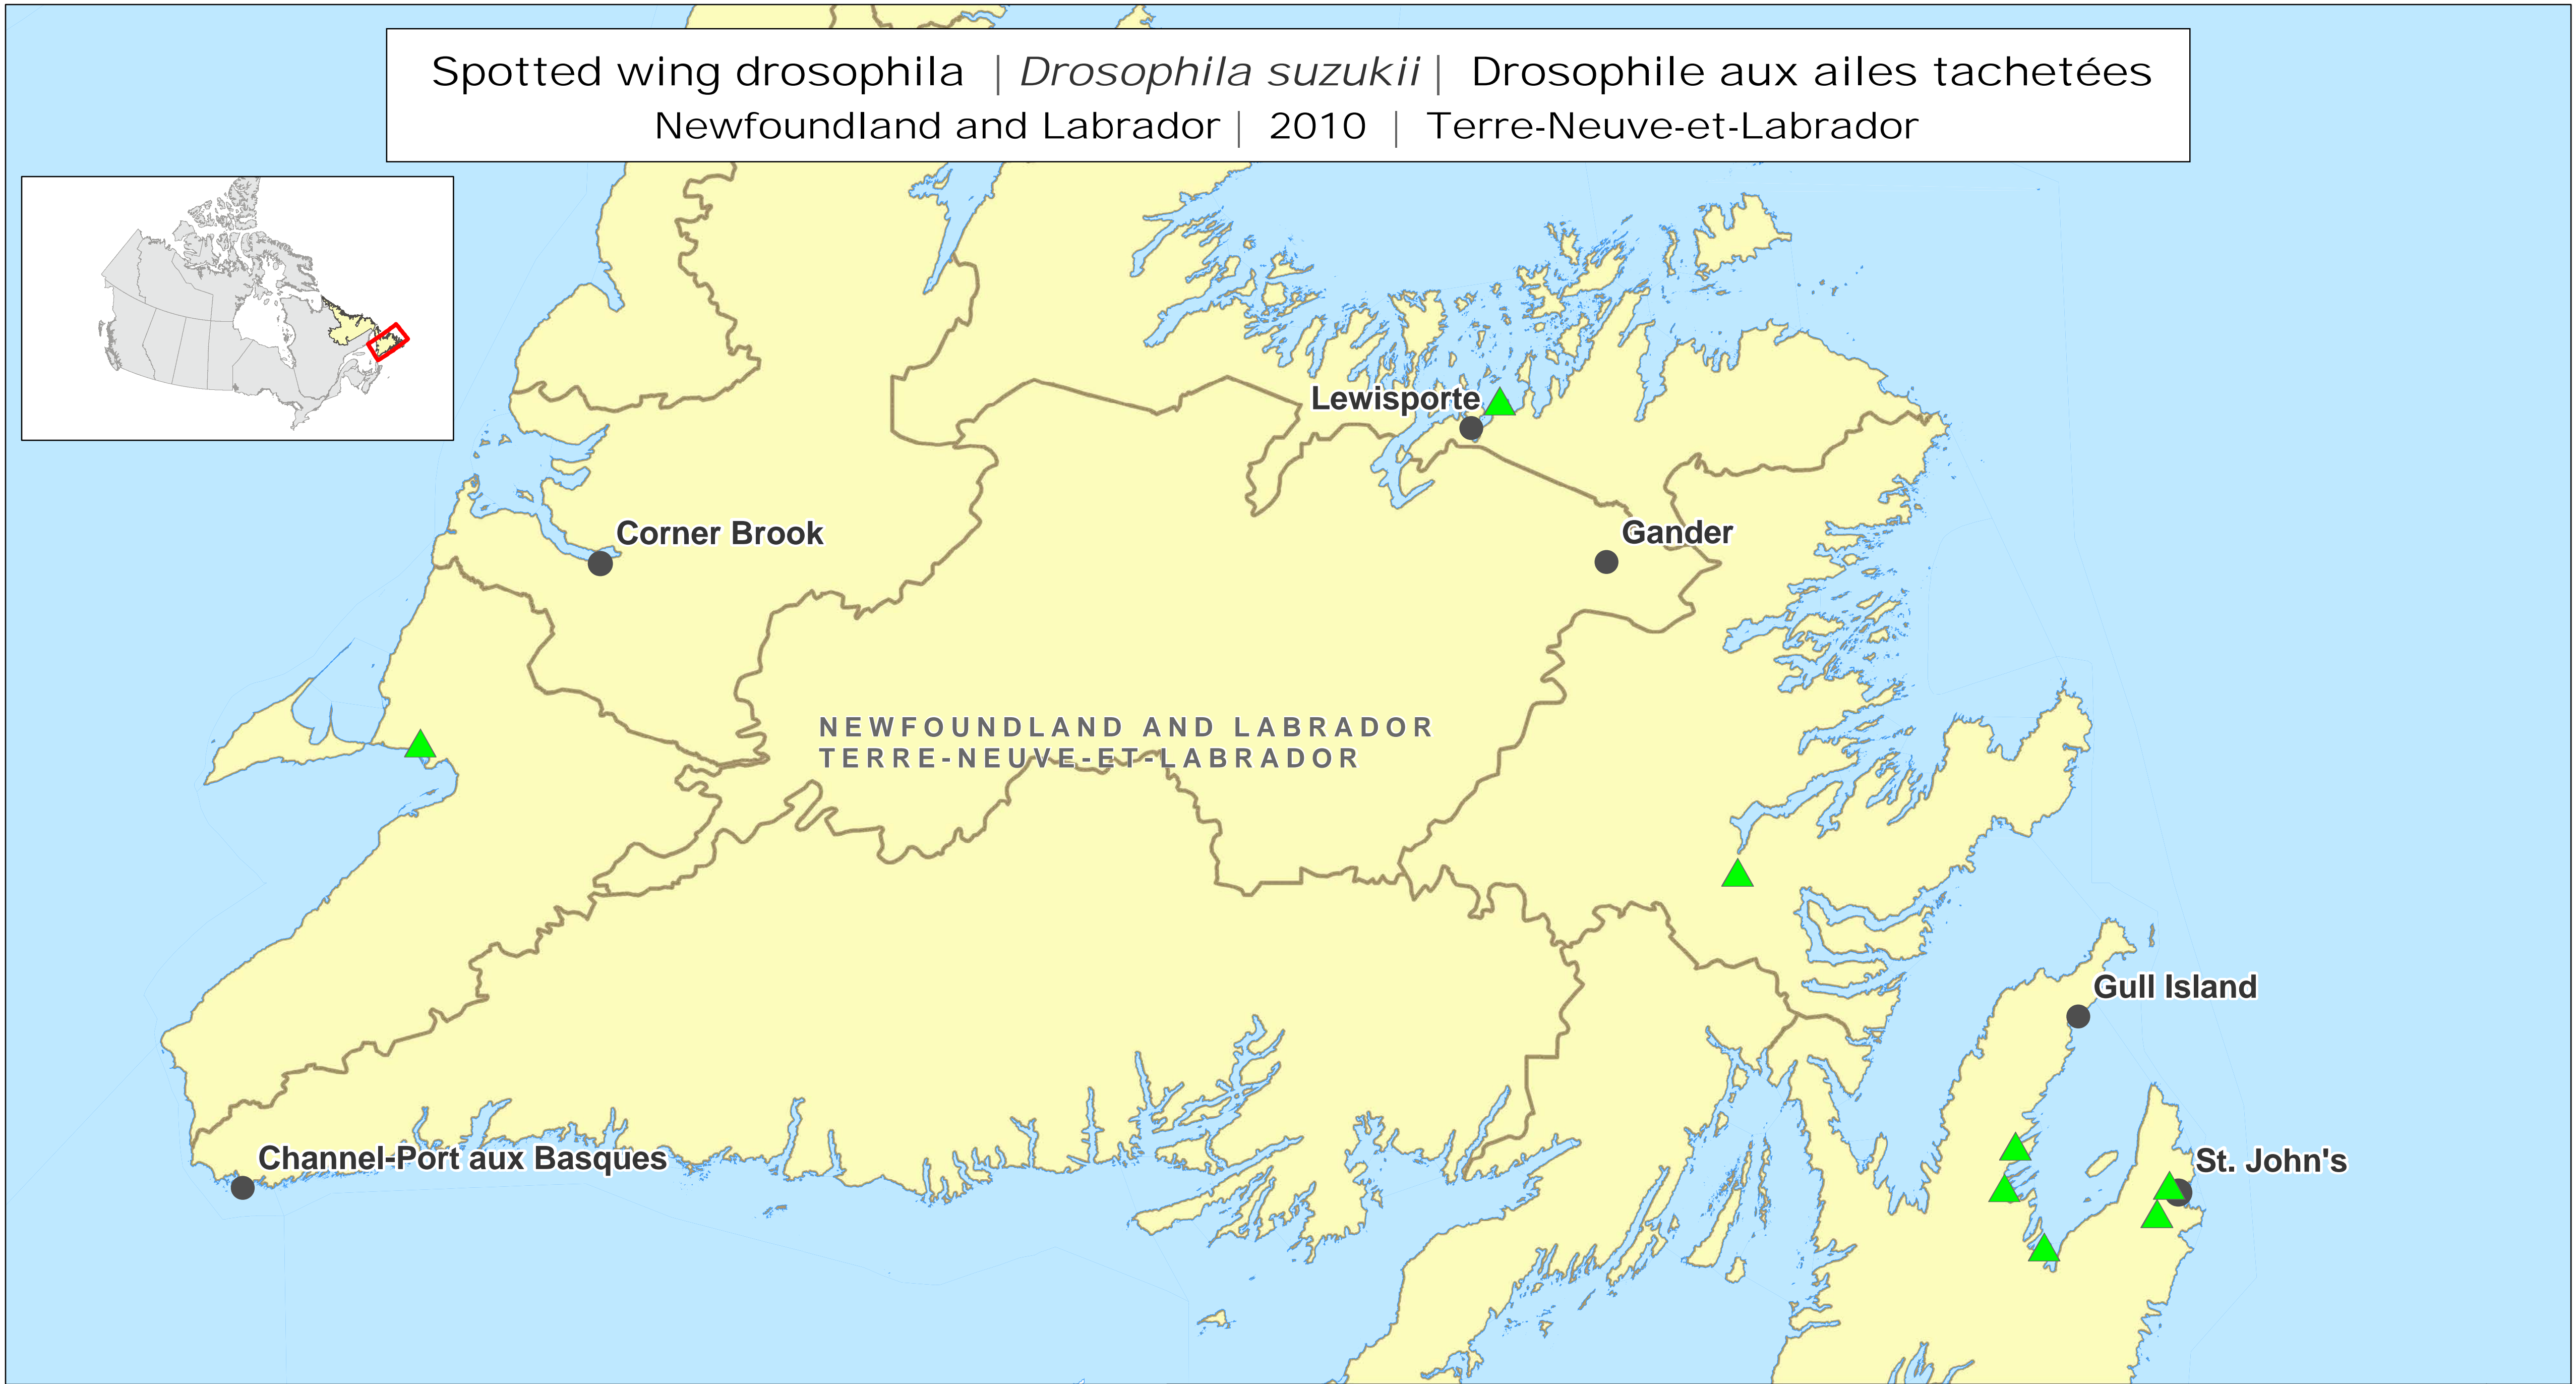 Spotted wing drosophila | Drosophila suzukii | Drosophile aux ailes tachetées
Newfoundland and Labrador | 2010 | Terre-Neuve-et-Labrador
Lewisporte
Corner Brook
Gander
NEWFOUNDLAND AND LABRADOR
TERRE-NEUVE-ET-LABRADOR
Gull Island
Channel-Port aux Basques
St. John's